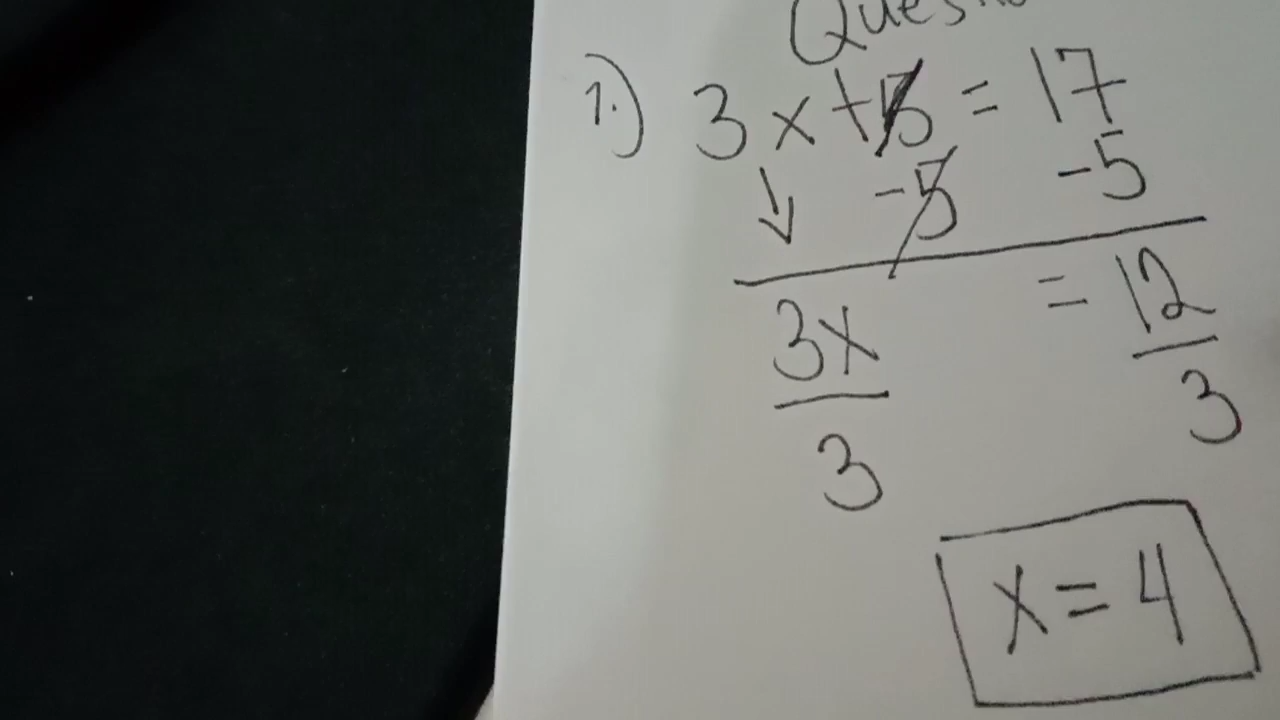 1.) 3x+5=17
-5 -5
3x = 12
3 3
x=4